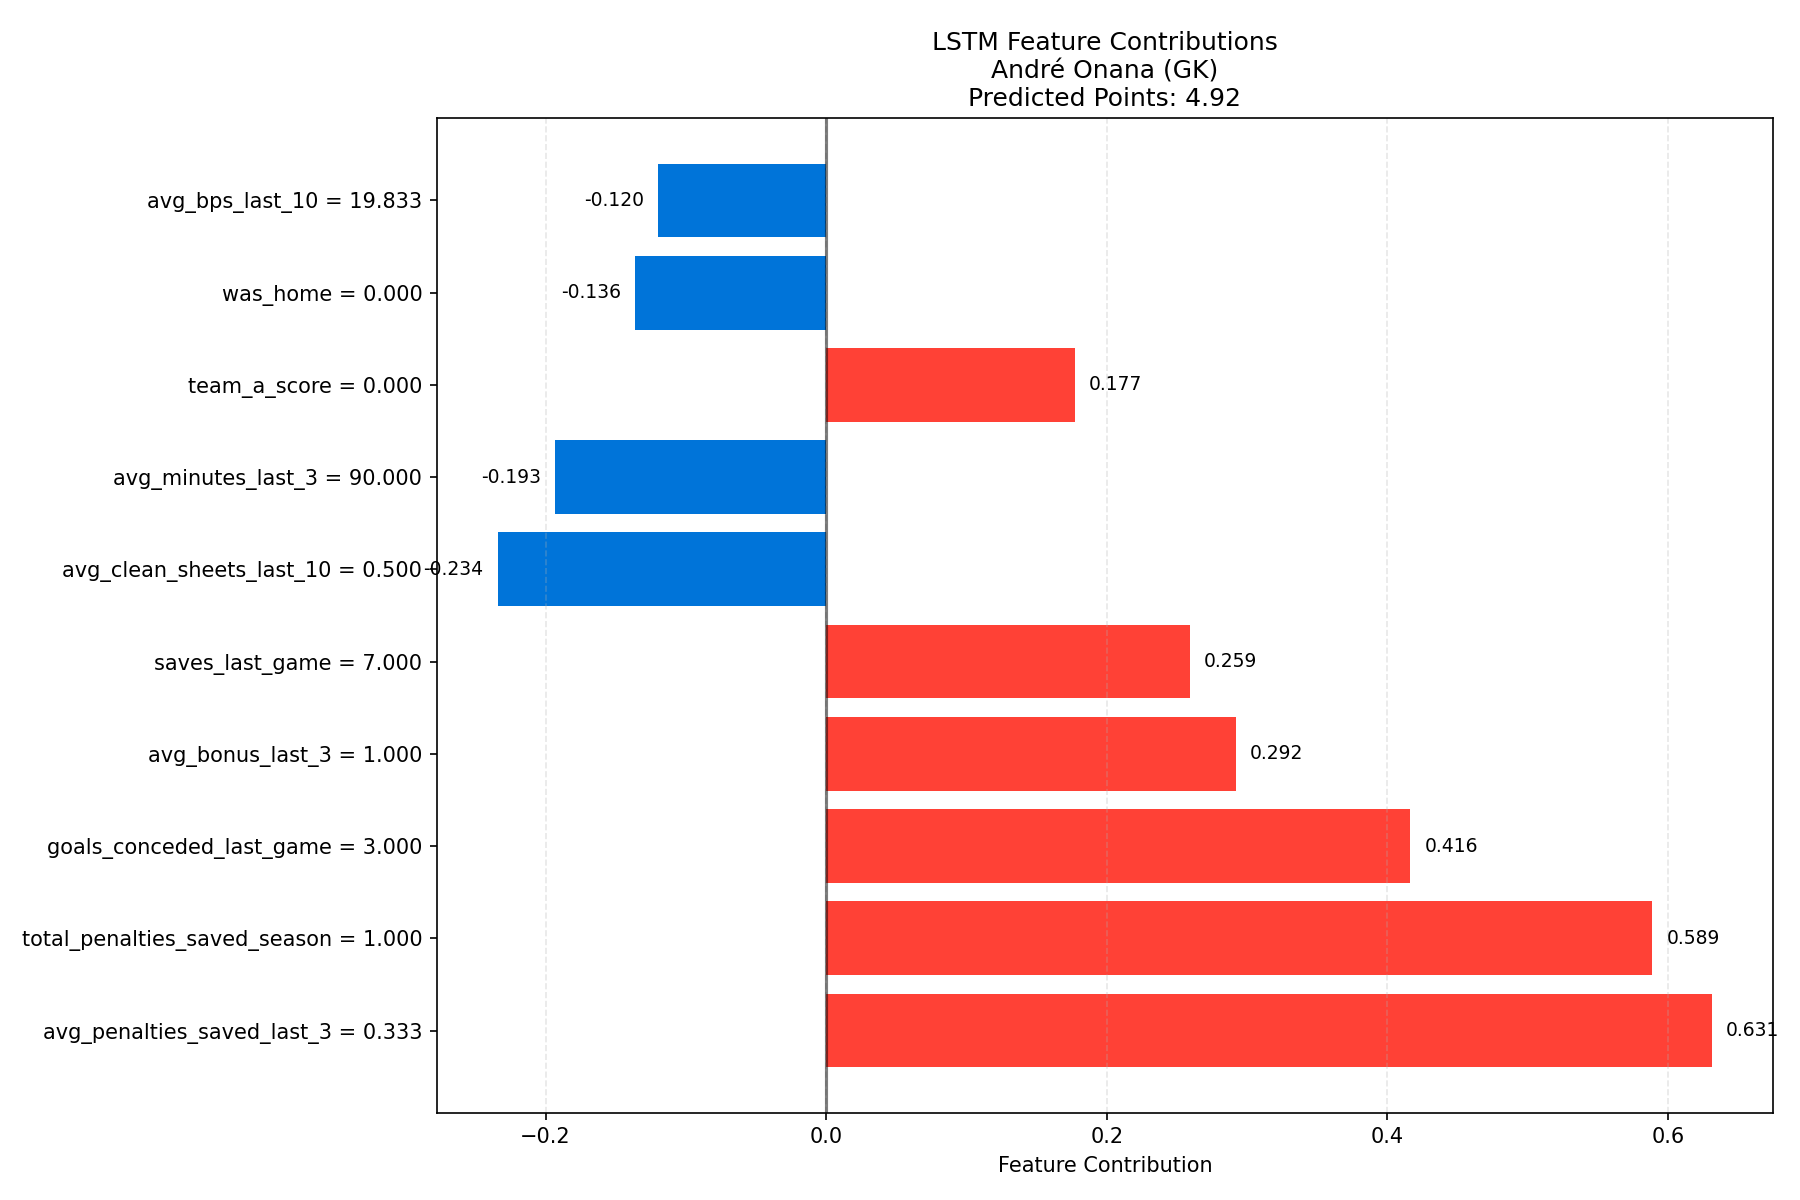 LSTM Feature Contributions
André Onana (GK)
Predicted Points: 4.92
avg_bps_last_10 = 19.833
-0.120
was_home = 0.000
-0.136
team_a_score = 0.000
0.177
avg_minutes_last_3 = 90.000
-0.193
avg_clean_sheets_last_10 = 0.500
-0.234
saves_last_game = 7.000
0.259
avg_bonus_last_3 = 1.000
0.292
goals_conceded_last_game = 3.000
0.416
total_penalties_saved_season = 1.000
0.589
avg_penalties_saved_last_3 = 0.333
0.631
−0.2 0.0 0.2 0.4 0.6
Feature Contribution